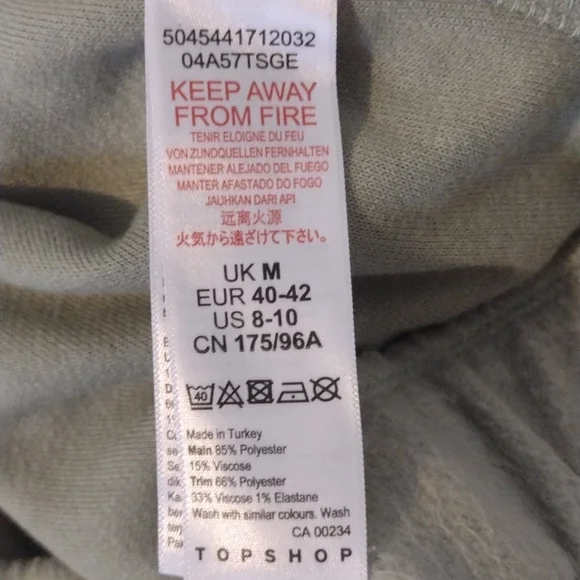 5045441712032
04A57TSGE
KEEP AWAY
FROM FIRE
TENIR ELOIGNE DU FEU
VON ZUNDQUELLEN FERNHALTEN
MANTENER ALEJADO DEL FUEGO
MANTER AFASTADO DO FOGO
JAUHKAN DARI API
远离火源
火気から遠ざけて下さい。
UK M
EUR 40-42
US 8-10
CN 175/96A
40
Made in Turkey
Main 85% Polyester
15% Viscose
Trim 66% Polyester
33% Viscose 1% Elastane
Wash with similar colours. Wash
CA 00234
TOPSHOP